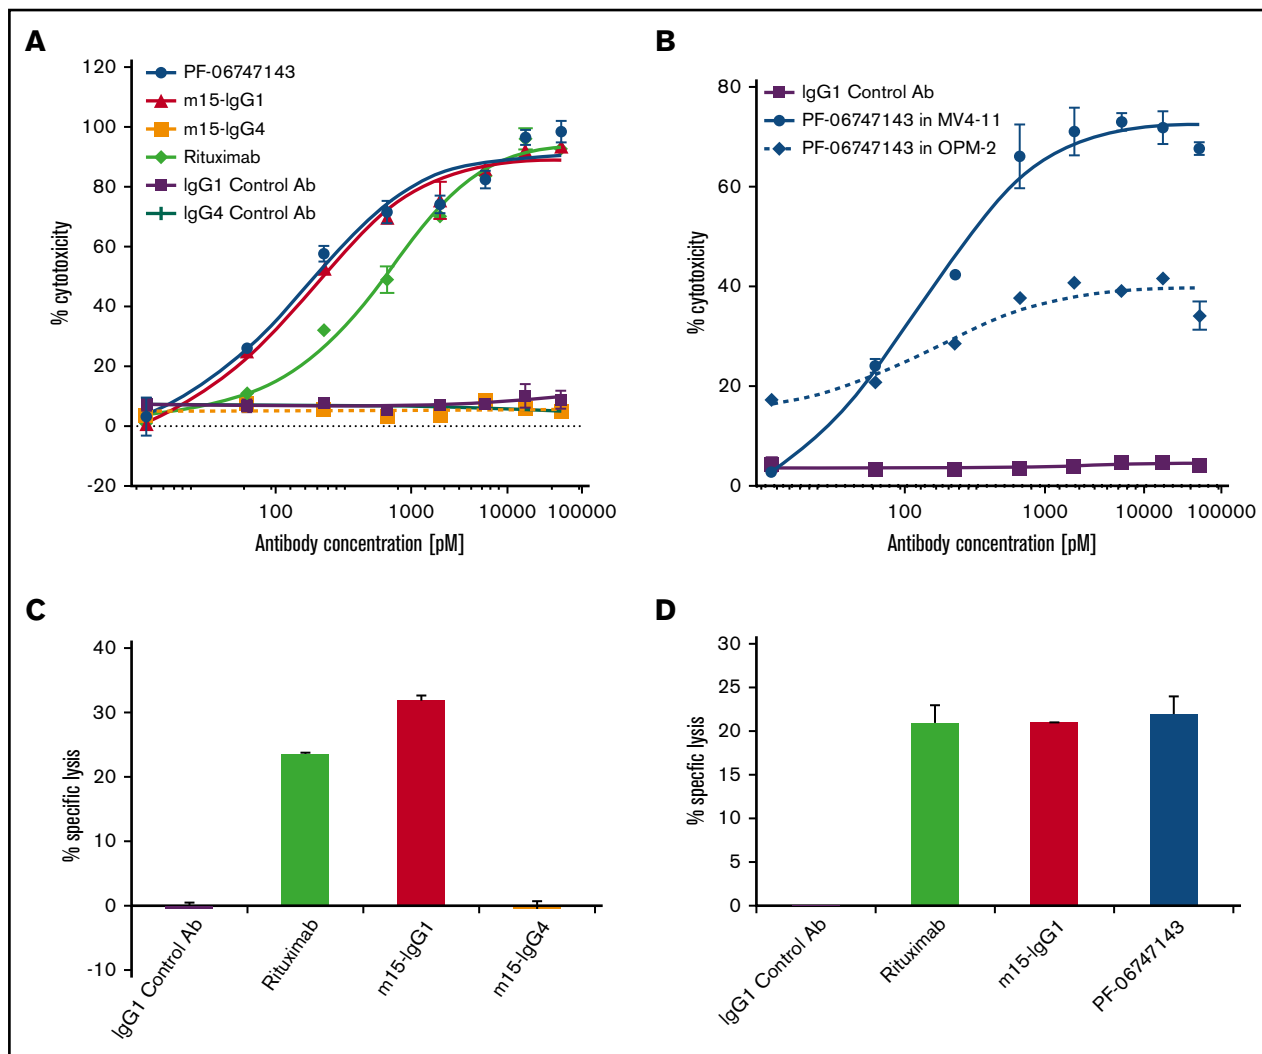 A
120
100
80
60
40
20
0
-20
% cytotoxicity
PF-06747143
m15-IgG1
m15-IgG4
Rituximab
IgG1 Control Ab
IgG4 Control Ab
100
1000
10000
100000
Antibody concentration [pM]
B
80
60
40
20
0
% cytotoxicity
IgG1 Control Ab
PF-06747143 in MV4-11
PF-06747143 in OPM-2
100
1000
10000
100000
Antibody concentration [pM]
C
40
30
20
10
0
-10
% specific lysis
IgG1 Control Ab
Rituximab
m15-IgG1
m15-IgG4
D
30
25
20
15
10
5
0
% specfic lysis
IgG1 Control Ab
Rituximab
m15-IgG1
PF-06747143